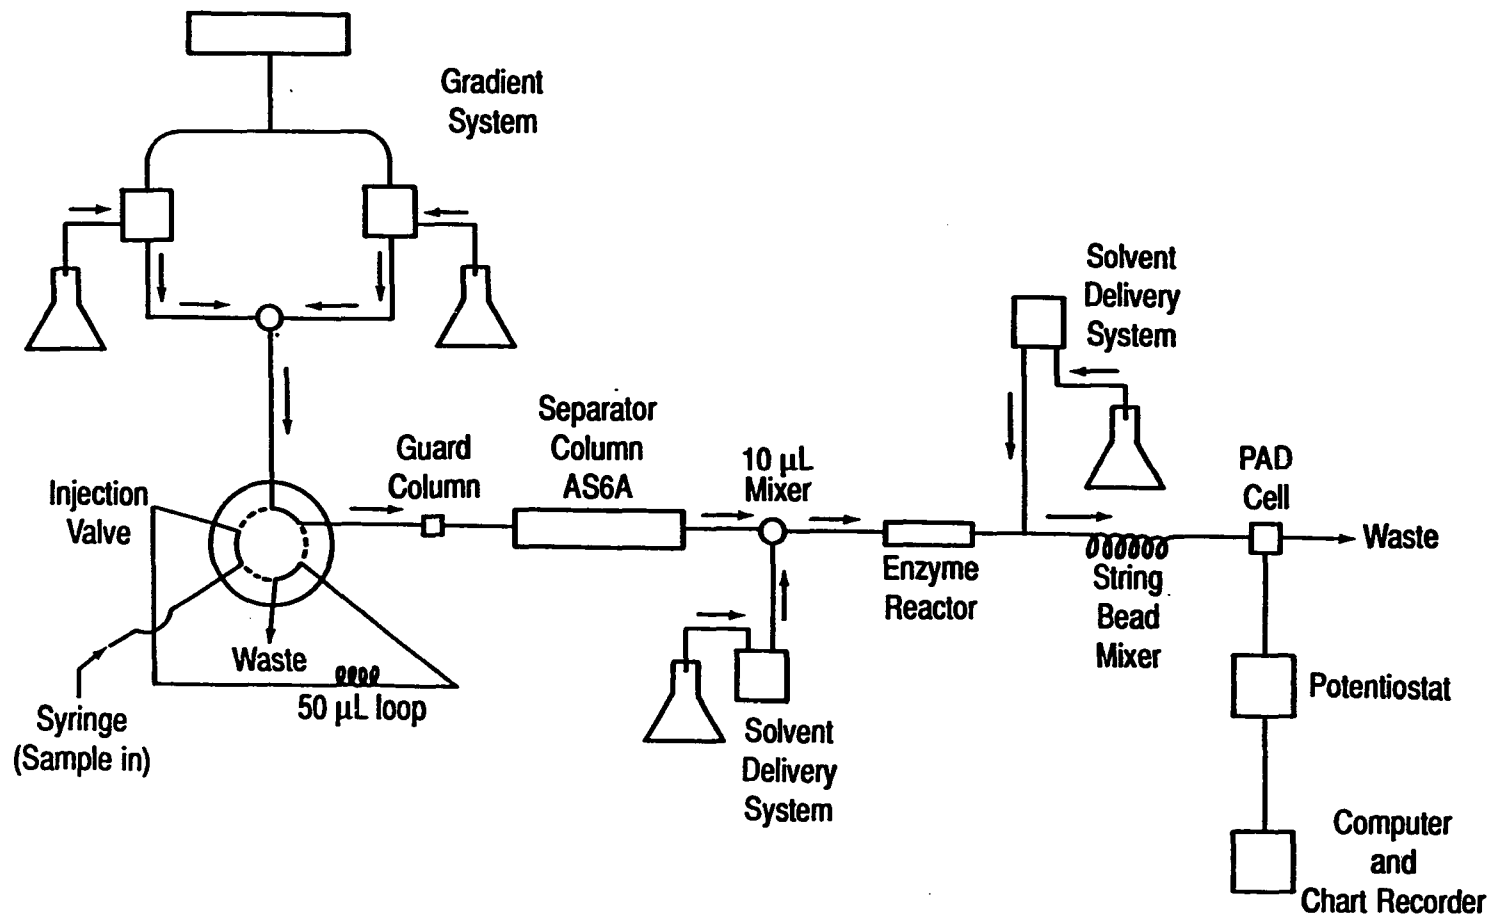 Gradient
System
Solvent
Delivery
System
Separator
Column
AS6A
Guard
Column
10 μL
Mixer
PAD
Cell
Injection
Valve
Waste
Enzyme
Reactor
String
Bead
Mixer
Waste
50 μL loop
Syringe
(Sample in)
Solvent
Delivery
System
Potentiostat
Computer
and
Chart Recorder